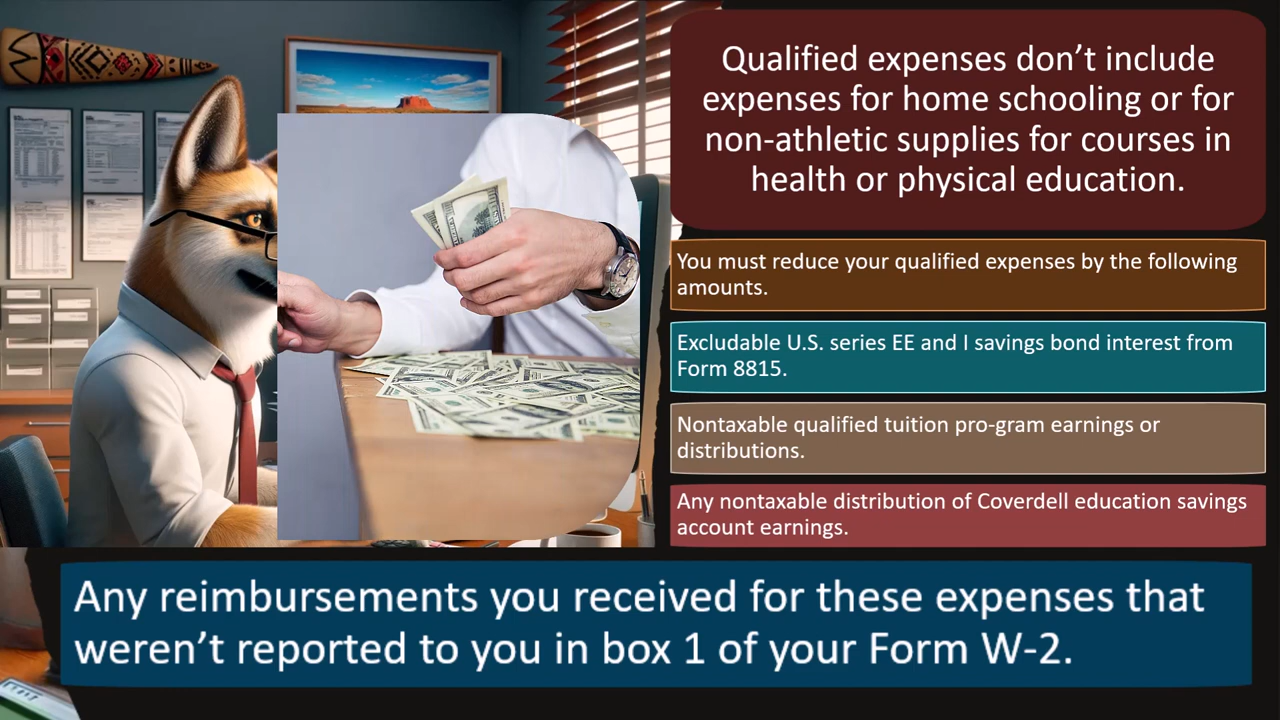 Qualified expenses don’t include
expenses for home schooling or for
non-athletic supplies for courses in
health or physical education.
You must reduce your qualified expenses by the following
amounts.
Excludable U.S. series EE and I savings bond interest from
Form 8815.
Nontaxable qualified tuition pro-gram earnings or
distributions.
Any nontaxable distribution of Coverdell education savings
account earnings.
Any reimbursements you received for these expenses that
weren’t reported to you in box 1 of your Form W-2.